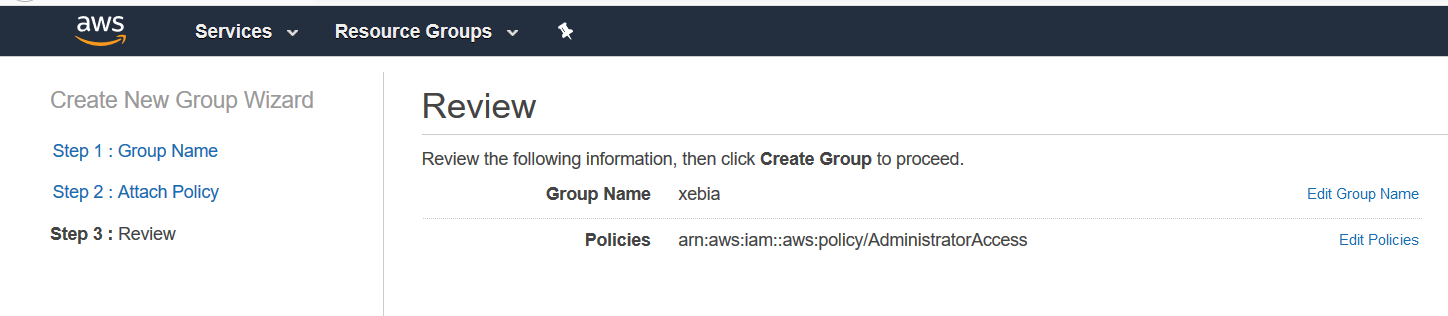 aws Services Resource Groups
Create New Group Wizard
Step 1 : Group Name
Step 2 : Attach Policy
Step 3 : Review
Review
Review the following information, then click Create Group to proceed.
Group Name xebia Edit Group Name
Policies arn:aws:iam::aws:policy/AdministratorAccess Edit Policies